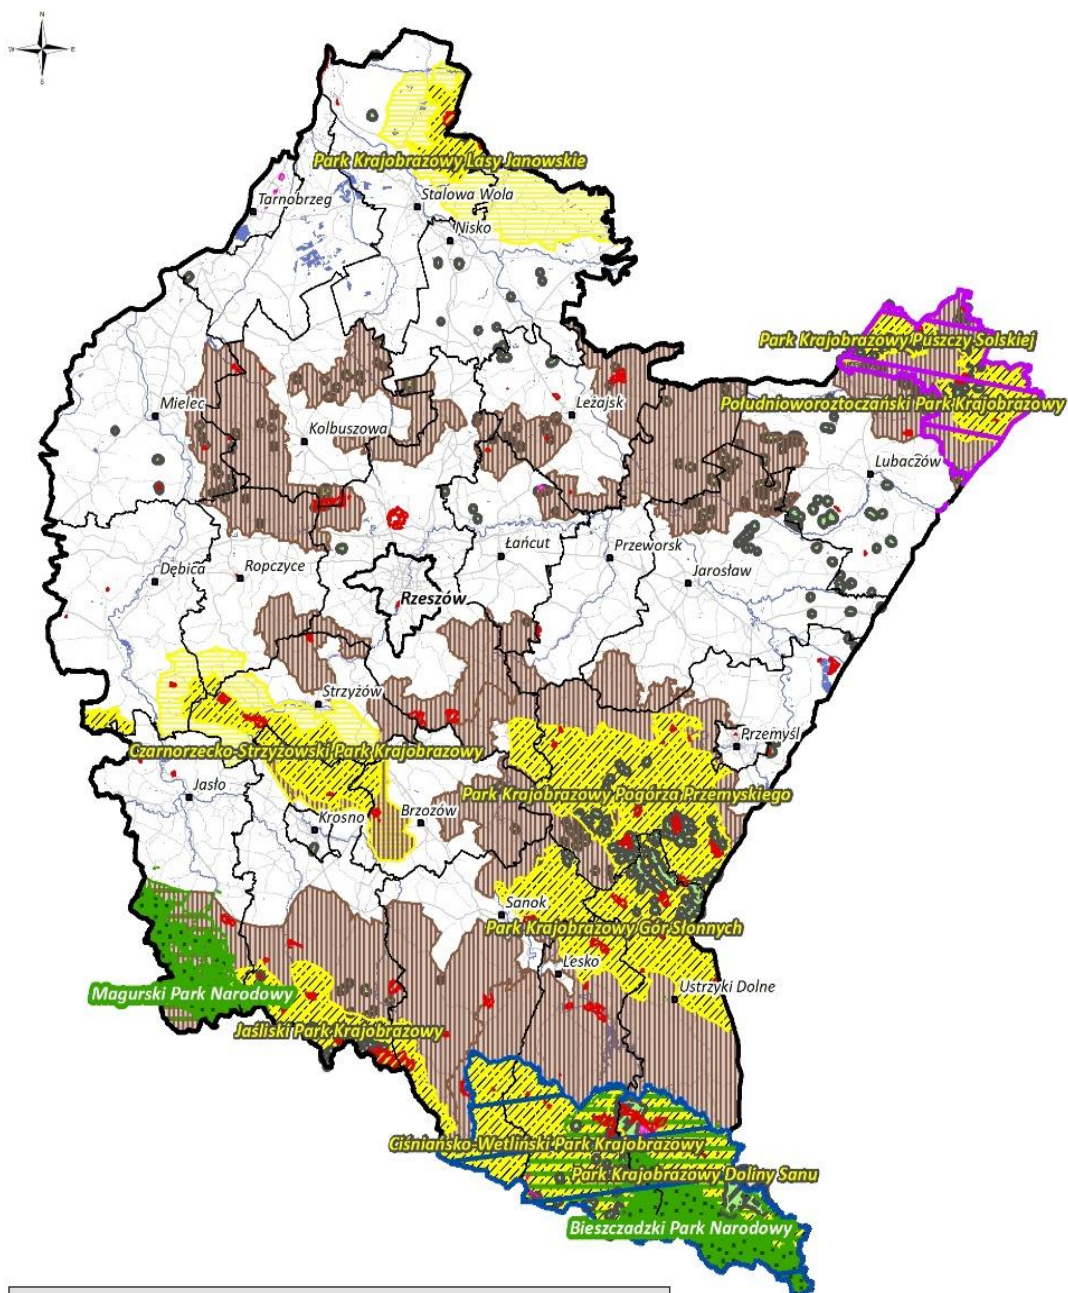 N
W E
S
Park Krajobrazowy Lasy Janowskie
Stalowa Wola
Tarnobrzeg
Nisko
Park Krajobrazowy Puszczy Solskiej
Południoworoztoczański Park Krajobrazowy
Mielec
Leżajsk
Kolbuszowa
Lubaczów
Łańcut
Przeworsk
Dębica
Ropczyce
Jarosław
Rzeszów
Strzyżów
Przemyśl
Czarnorzecko-Strzyżowski Park Krajobrazowy
Jasło
Park Krajobrazowy Pogórza Przemyskiego
Krosno
Brzozów
Sanok
Park Krajobrazowy Gór Słonnych
Lesko
Magurski Park Narodowy
Ustrzyki Dolne
Jaśliski Park Krajobrazowy
Ciśniańsko-Wetliński Park Krajobrazowy
Park Krajobrazowy Doliny Sanu
Bieszczadzki Park Narodowy